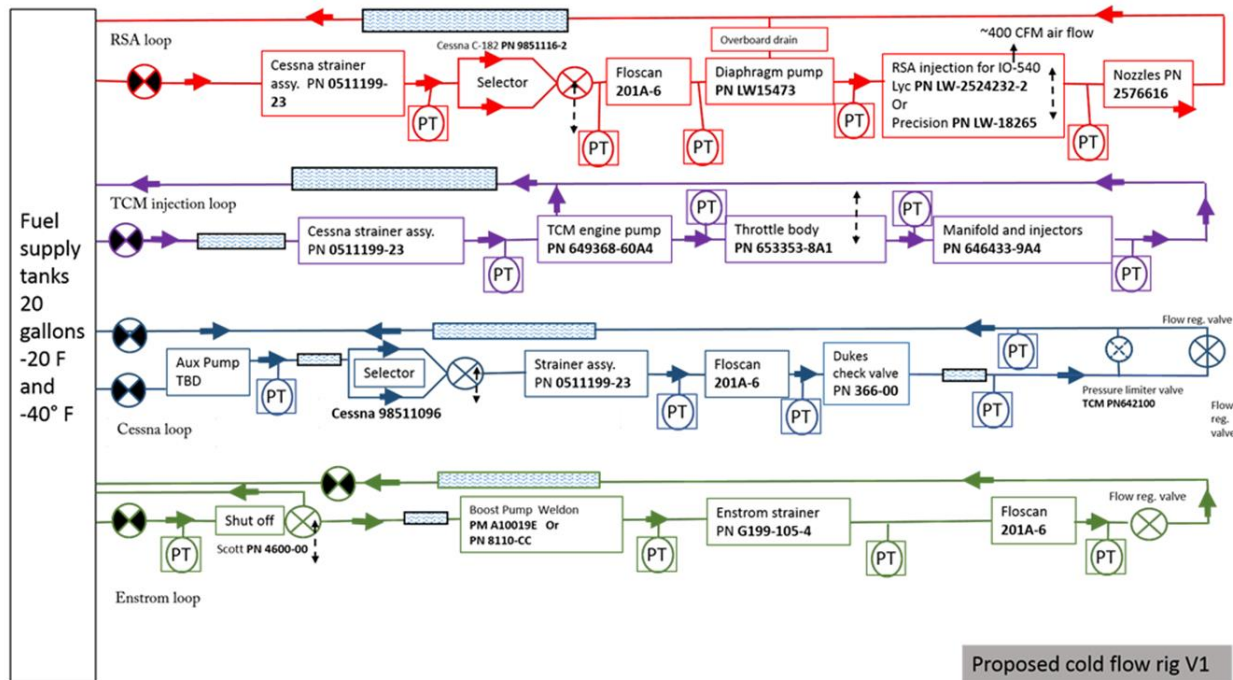 RSA loop
Cessna C-182 PN 9851116-2
Overboard drain
~400 CFM air flow
Cessna strainer
assy. PN 0511199-
23
Selector
Floscan
201A-6
Diaphragm pump
PN LW15473
RSA injection for IO-540
Lyc PN LW-2524232-2
Or
Precision PN LW-18265
Nozzles PN
2576616
PT
PT
PT
PT
PT
TCM injection loop
Cessna strainer assy.
PN 0511199-23
TCM engine pump
PN 649368-60A4
Throttle body
PN 653353-8A1
Manifold and injectors
PN 646433-9A4
PT
PT
PT
PT
Fuel
supply
tanks
20
gallons
-20 F
and
-40° F
Flow reg. valve
Aux Pump
TBD
Selector
Cessna 98511096
Strainer assy.
PN 0511199-23
Floscan
201A-6
Dukes
check valve
PN 366-00
PT
PT
PT
PT
PT
Pressure limiter valve
TCM PN642100
Flow
reg.
valve
Cessna loop
Shut off
Scott PN 4600-00
Boost Pump Weldon
PM A10019E Or
PN 8110-CC
Enstrom strainer
PN G199-105-4
Floscan
201A-6
Flow reg. valve
PT
PT
PT
PT
Enstrom loop
Proposed cold flow rig V1